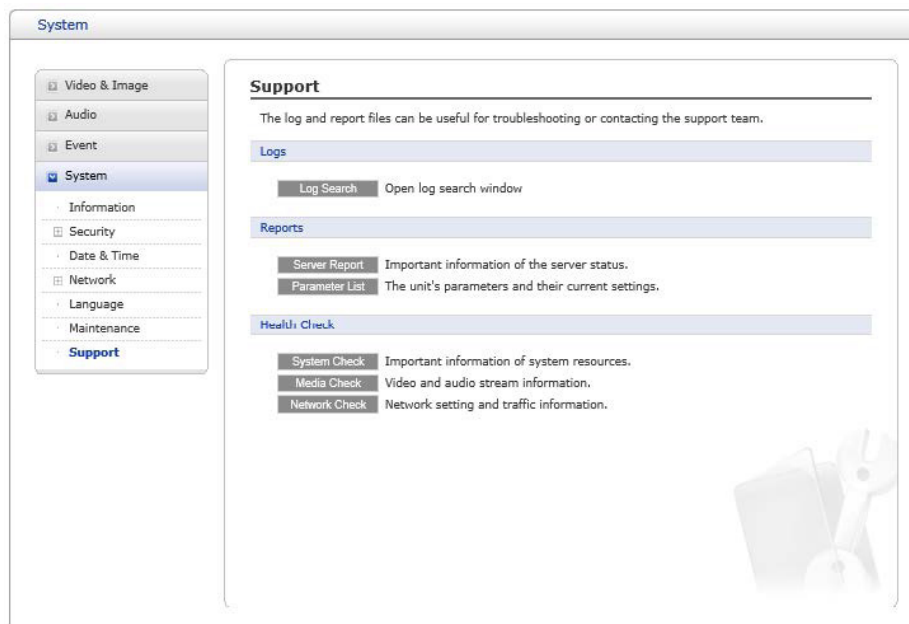 System
Video & Image
Audio
Event
System
Information
Security
Date & Time
Network
Language
Maintenance
Support
Support
The log and report files can be useful for troubleshooting or contacting the support team.
Logs
Log Search Open log search window
Reports
Server Report Important information of the server status.
Parameter List The unit's parameters and their current settings.
Health Check
System Check Important information of system resources.
Media Check Video and audio stream information.
Network Check Network setting and traffic information.